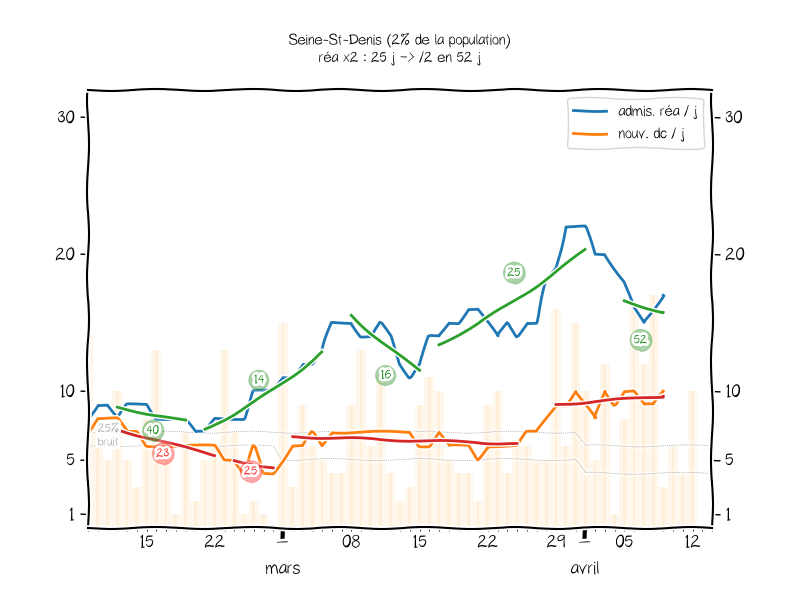 Seine-St-Denis (2% de la population)
réa x2 : 25 j -> /2 en 52 j
admis. réa / j
nouv. dc / j
30
30
20
20
25
52
14
16
10
10
40
25%
bruit
23
25
5
5
1
1
15 22 1 08 15 22 29 1 05 12
mars avril